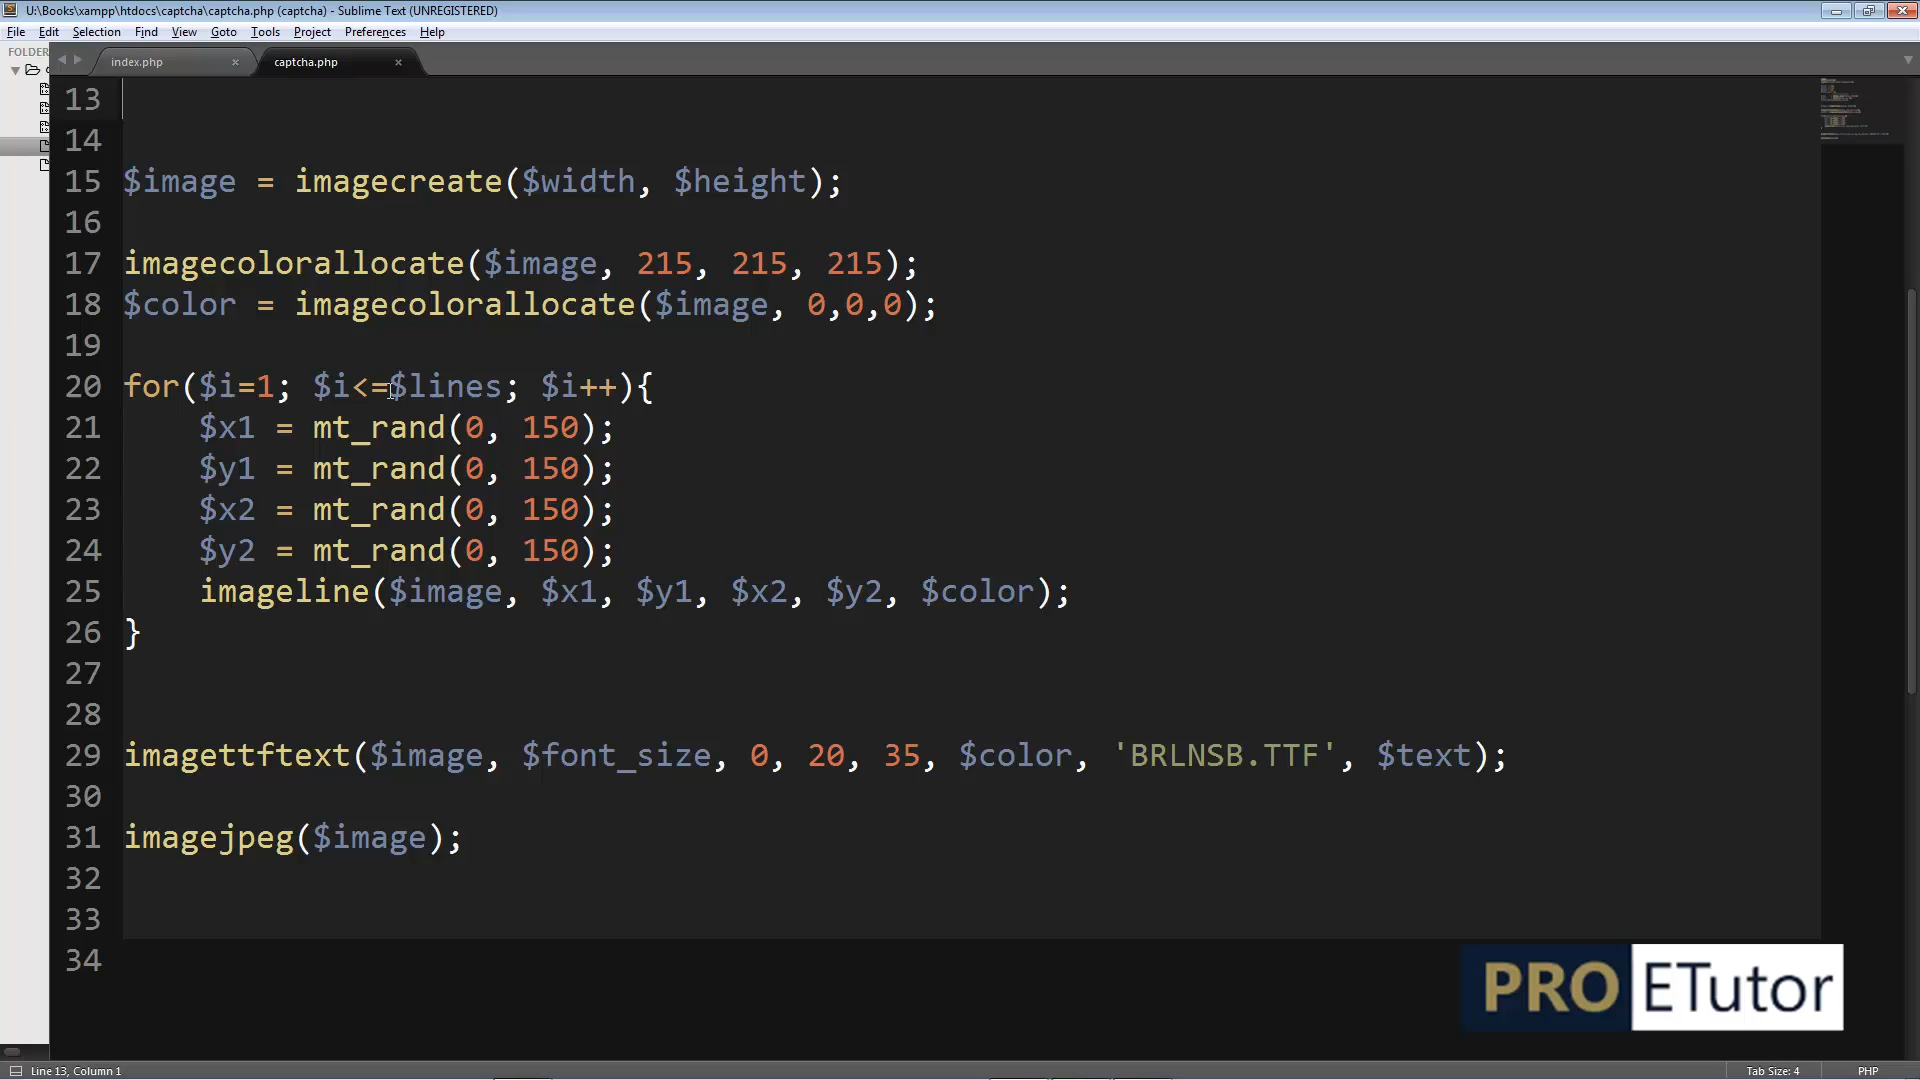 U:\Books\xampp\htdocs\captcha\captcha.php (captcha) - Sublime Text (UNREGISTERED)
File Edit Selection Find View Goto Tools Project Preferences Help
FOLDER
index.php captcha.php
13
14
15 $image = imagecreate($width, $height);
16
17 imagecolorallocate($image, 215, 215, 215);
18 $color = imagecolorallocate($image, 0,0,0);
19
20 for($i=1; $i<=$lines; $i++){
21 $x1 = mt_rand(0, 150);
22 $y1 = mt_rand(0, 150);
23 $x2 = mt_rand(0, 150);
24 $y2 = mt_rand(0, 150);
25 imageline($image, $x1, $y1, $x2, $y2, $color);
26 }
27
28
29 imagettftext($image, $font_size, 0, 20, 35, $color, 'BRLNSB.TTF', $text);
30
31 imagejpeg($image);
32
33
34
PRO ETutor
Line 13, Column 1 Tab Size: 4 PHP